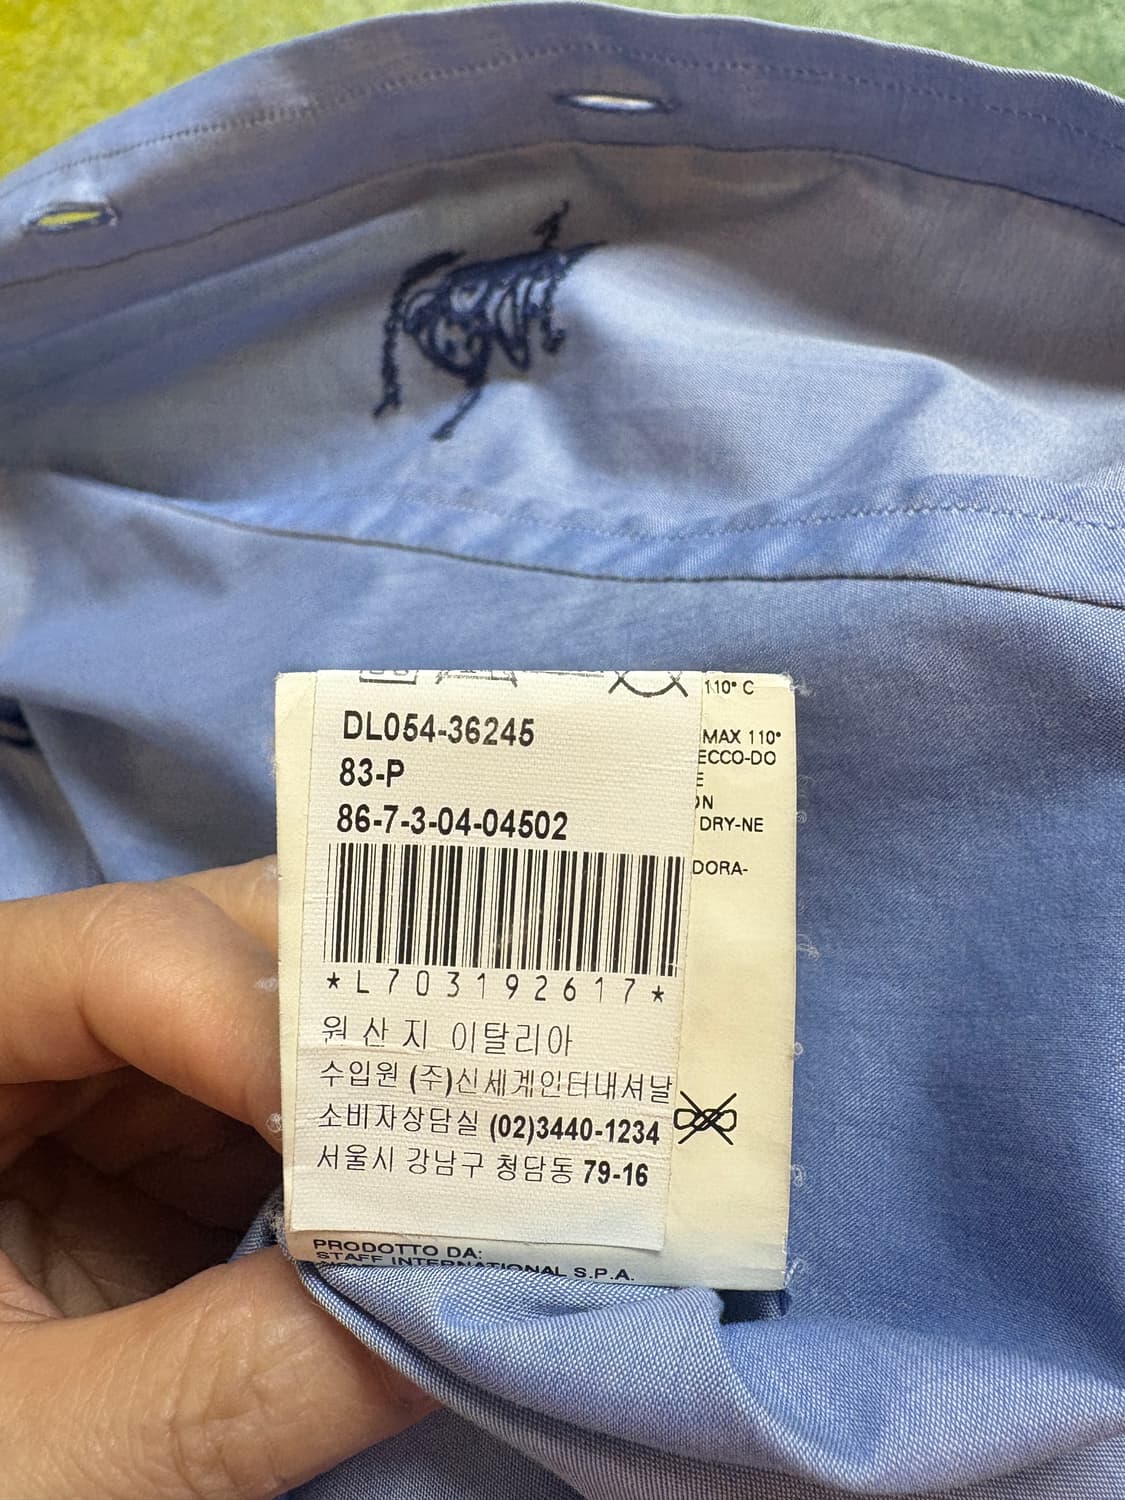 110° C
DL054-36245
MAX 110°
ECCO-DO
83-P
E
ON
86-7-3-04-04502
DRY-NE
DORA-
*L703192617*
원산지 이탈리아
수입원 (주)신세계인터내셔날
소비자상담실 (02)3440-1234
서울시 강남구 청담동 79-16
PRODOTTO DA:
STAFF INTERNATIONAL S.P.A.